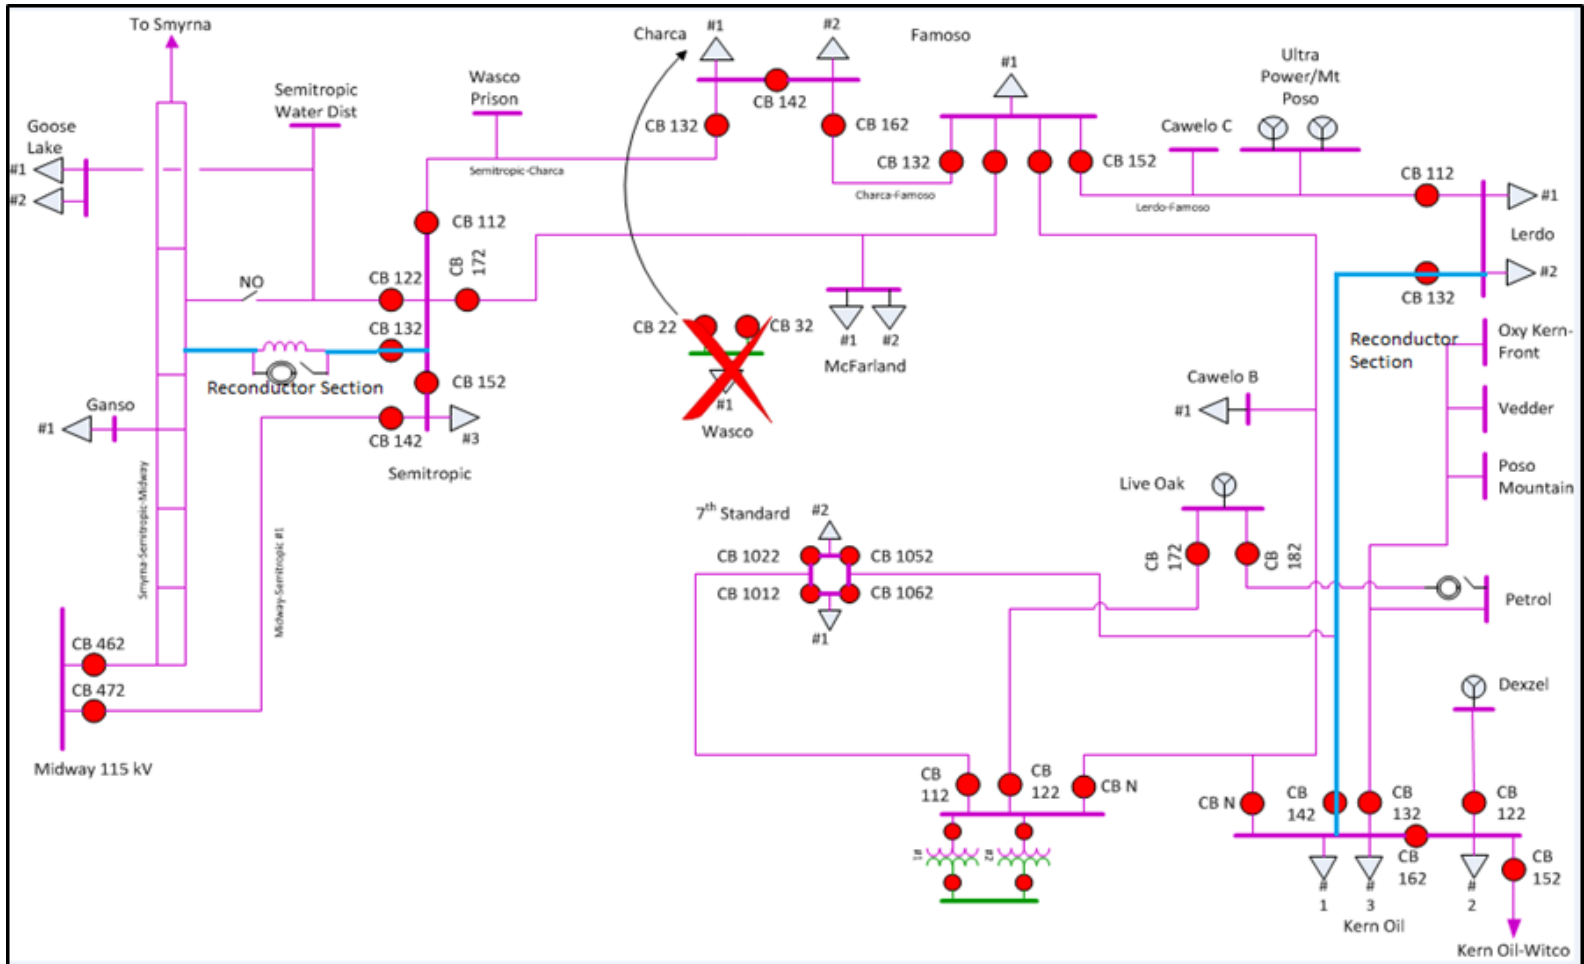 To Smyrna
Charca
#1
#2
Famoso
#1
Ultra
Power/Mt
Poso
Semitropic
Water Dist
Wasco
Prison
Goose
Lake
#1
#2
CB 142
CB 132
CB 162
CB 132
CB 152
Cawelo C
CB 112
#1
Semitropic-Charca
Charca-Famoso
Lerdo-Famoso
Lerdo
CB 112
CB
172
NO
CB 122
#2
CB 132
CB 132
CB 22
CB 32
#1
#2
McFarland
Reconductor
Section
Oxy Kern-
Front
Reconductor Section
CB 152
Cawelo B
#1
Vedder
Ganso
#1
CB 142
#3
#1
Wasco
Semitropic
Poso
Mountain
Live Oak
7th Standard
#2
Smyrna-Semitropic-Midway
Midway-Semitropic #1
CB 1022
CB 1052
CB
172
CB
182
CB 1012
CB 1062
#1
Petrol
CB 462
CB 472
Dexzel
Midway 115 kV
CB
112
CB
122
CB N
CB N
CB
142
CB
132
CB
122
#1
#2
CB
162
CB
152
#
1
#
3
#
2
Kern Oil
Kern Oil-Witco